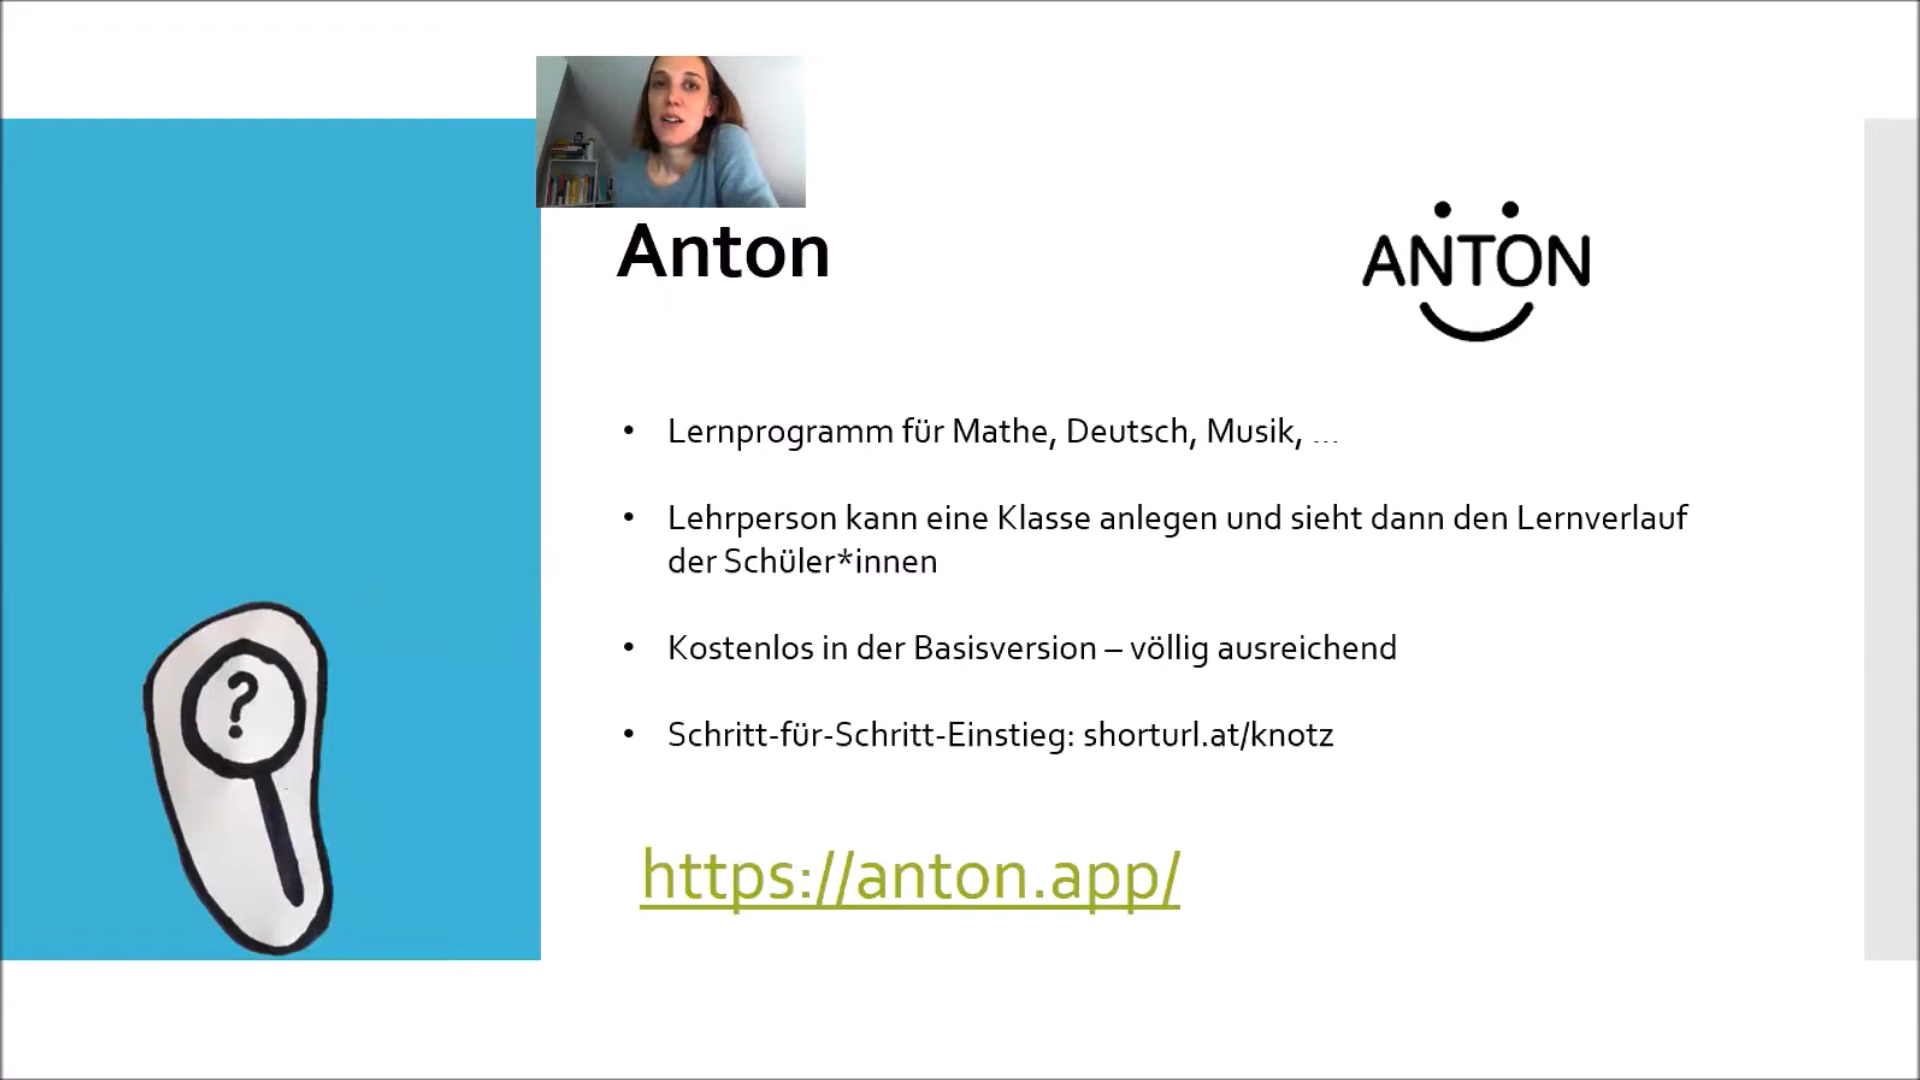 Anton
ANTON
• Lernprogramm für Mathe, Deutsch, Musik, ...
• Lehrperson kann eine Klasse anlegen und sieht dann den Lernverlauf
der Schüler*innen
• Kostenlos in der Basisversion – völlig ausreichend
• Schritt-für-Schritt-Einstieg: shorturl.at/knotz
?
https://anton.app/